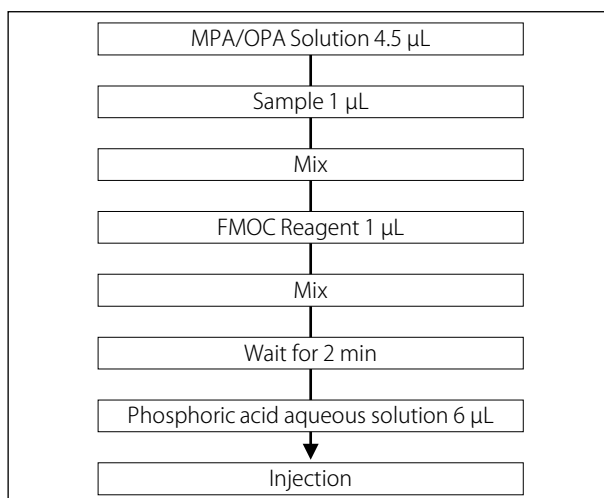 MPA/OPA Solution 4.5 µL
Sample 1 µL
Mix
FMOC Reagent 1 µL
Mix
Wait for 2 min
Phosphoric acid aqueous solution 6 µL
Injection